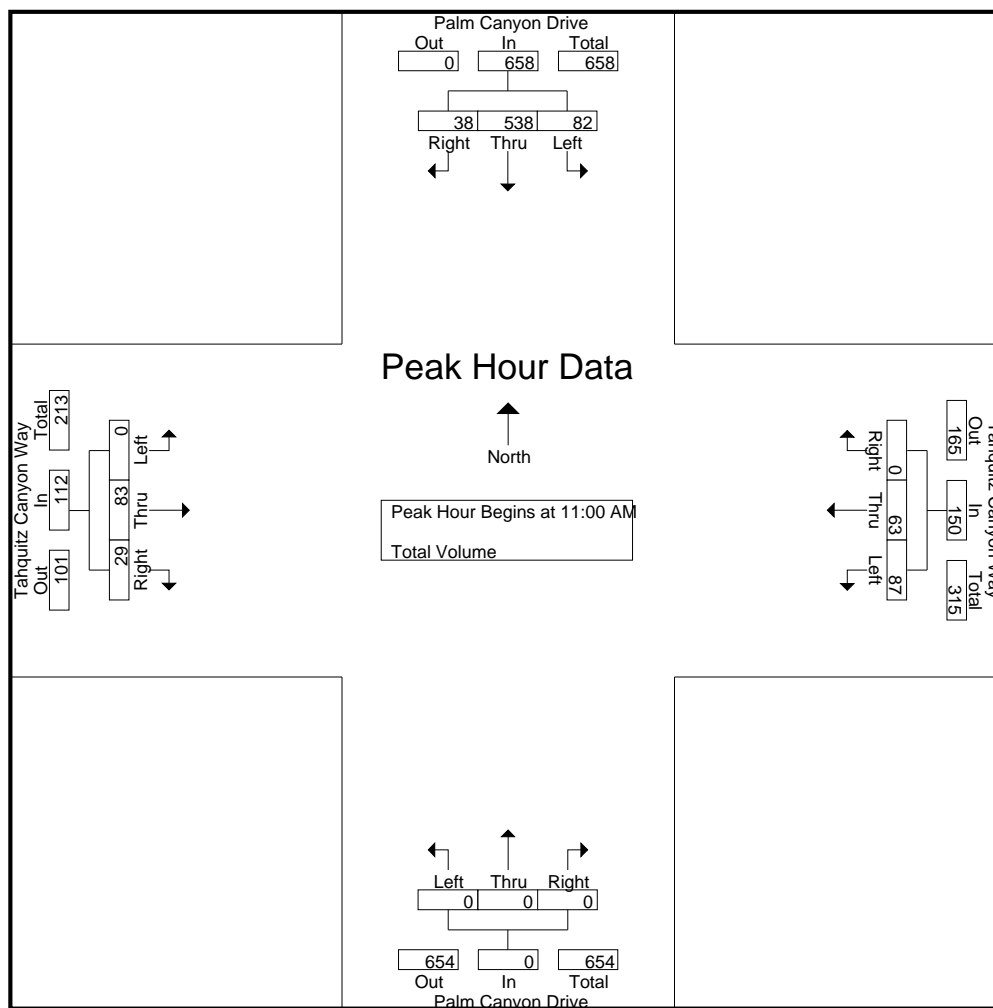 Palm Canyon Drive
Out In Total
0 658 658
38 538 82
Right Thru Left
Peak Hour Data
North
Peak Hour Begins at 11:00 AM
Total Volume
Tahquitz Canyon Way
Total In Out
213 112 101
0 83 29
Left Thru Right
Right Thru Left
0 63 87
165 150 315
Out In Total
Canyon Way
Left Thru Right
0 0 0
654 0 654
Out In Total
Palm Canyon Drive